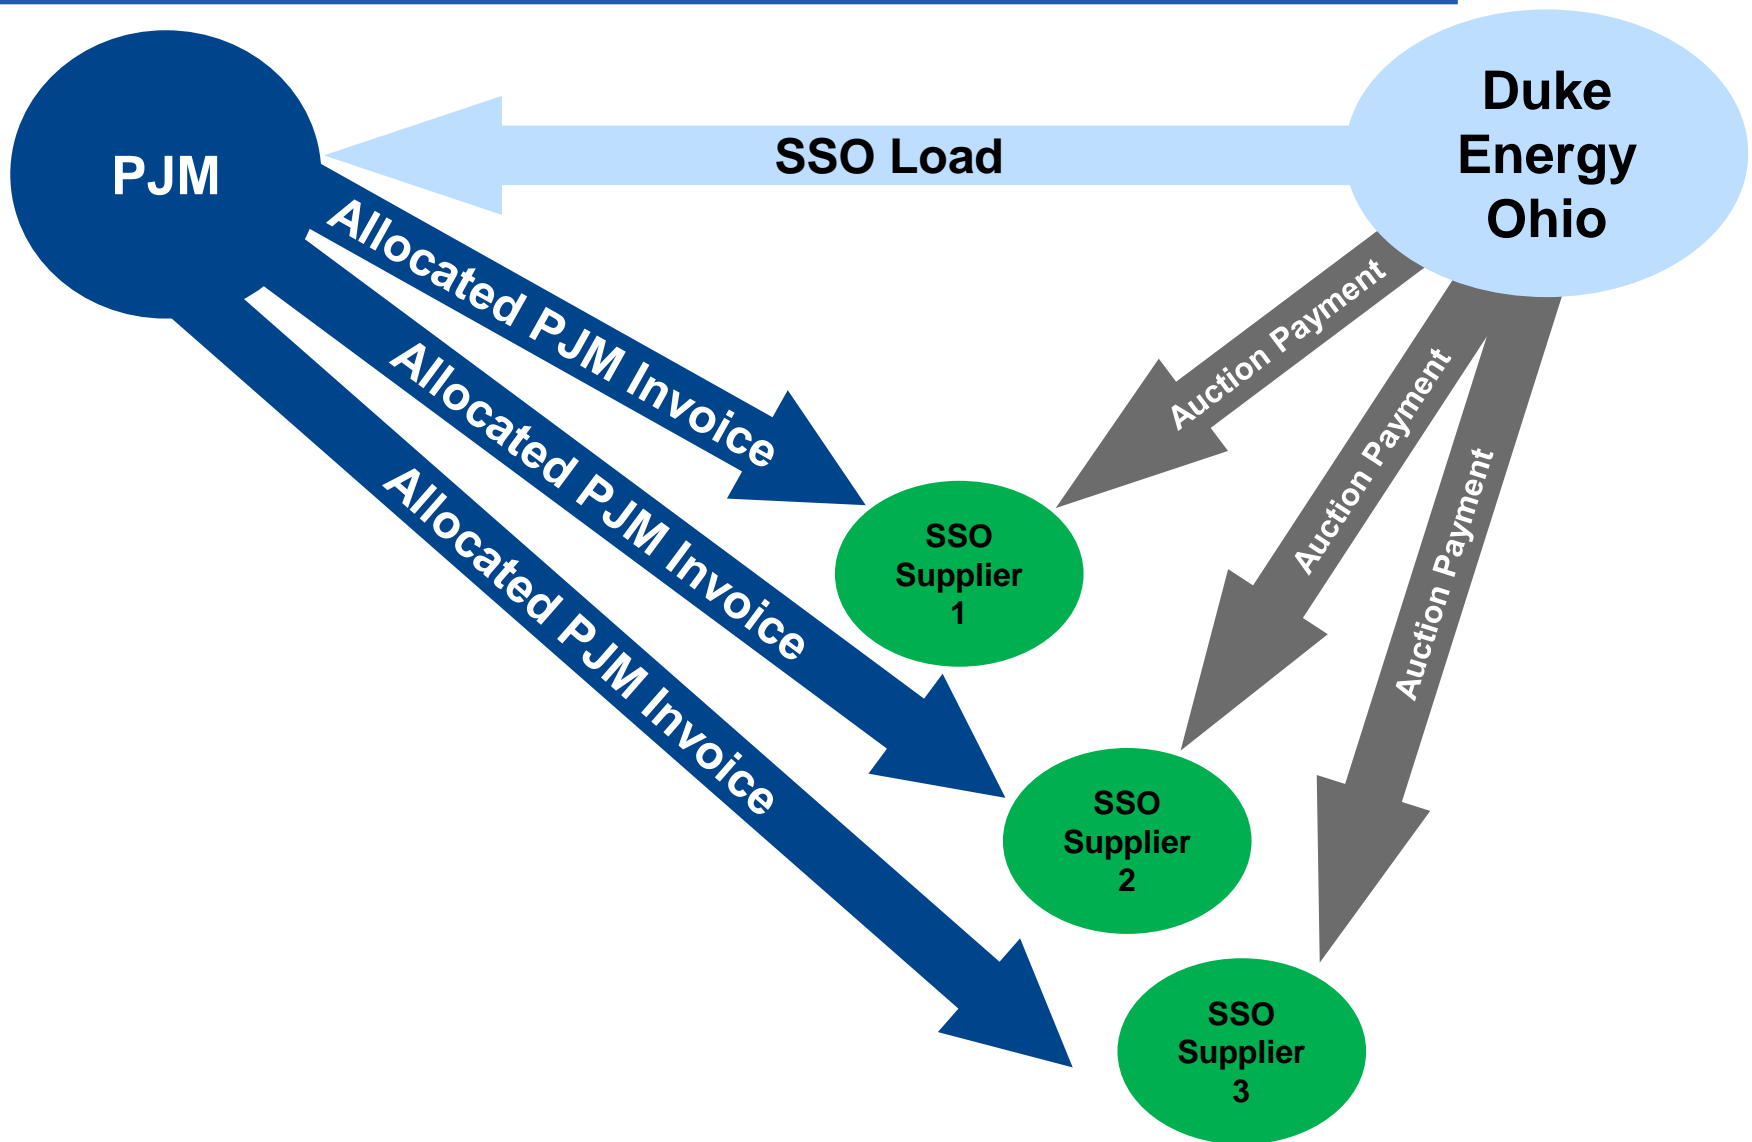 PJM
SSO Load
Duke
Energy
Ohio
Allocated PJM Invoice
Allocated PJM Invoice
Allocated PJM Invoice
Auction Payment
Auction Payment
Auction Payment
SSO
Supplier
1
SSO
Supplier
2
SSO
Supplier
3